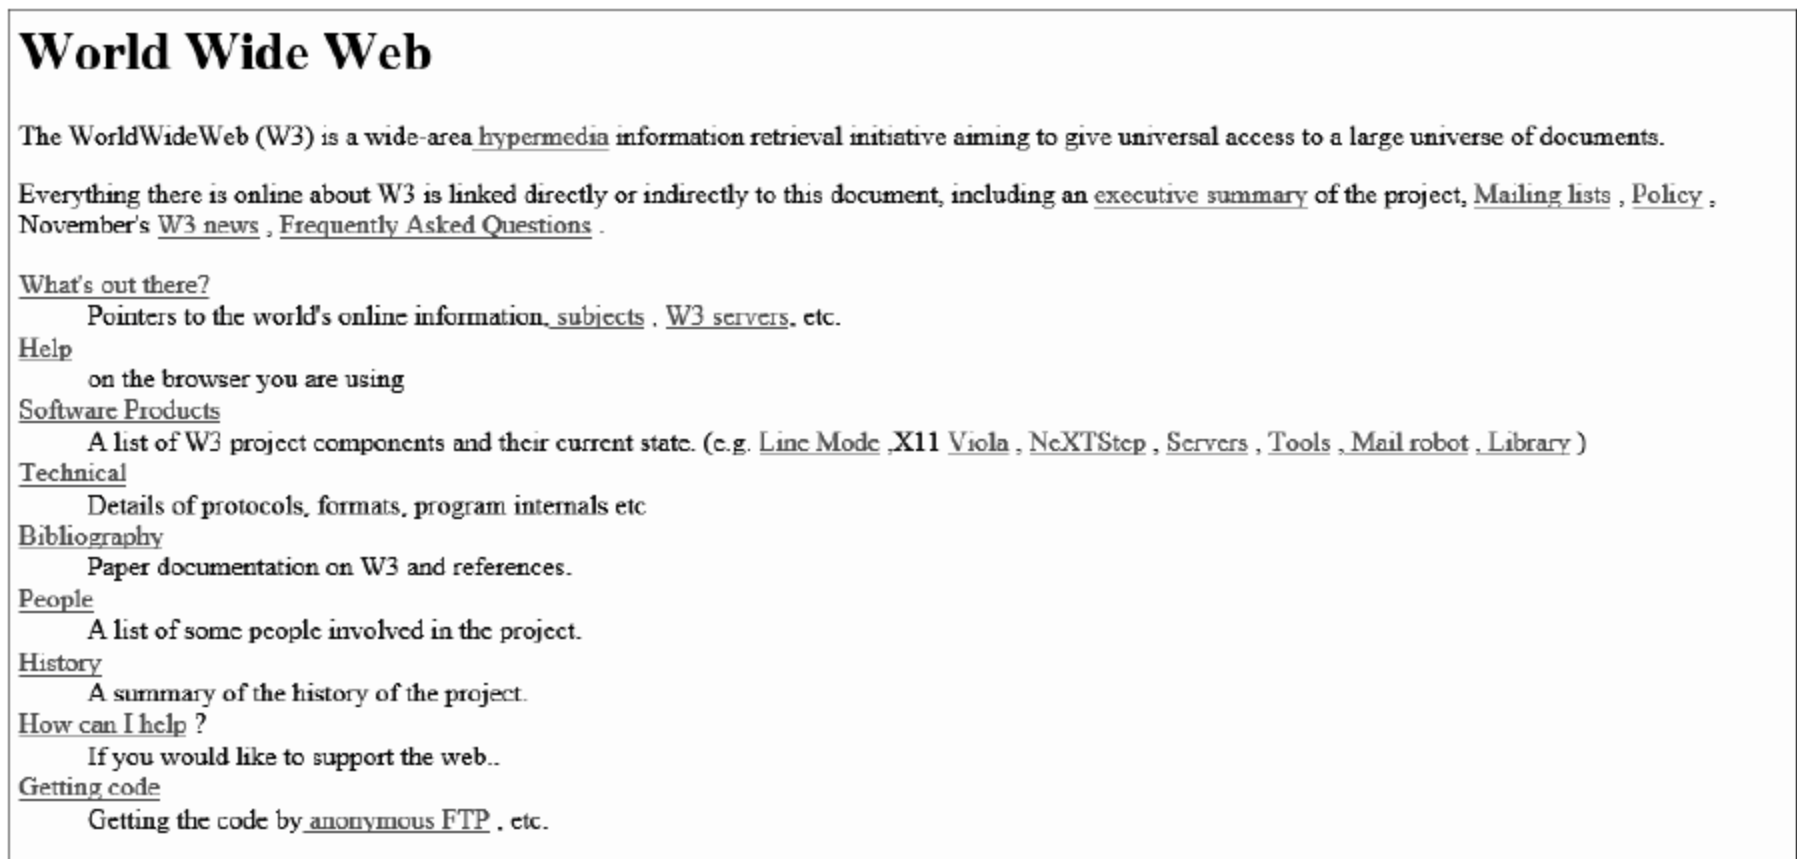 World Wide Web
The WorldWideWeb (W3) is a wide-area hypermedia information retrieval initiative aiming to give universal access to a large universe of documents.
Everything there is online about W3 is linked directly or indirectly to this document, including an executive summary of the project, Mailing lists , Policy ,
November's W3 news , Frequently Asked Questions .
What's out there?
Pointers to the world's online information, subjects , W3 servers, etc.
Help
on the browser you are using
Software Products
A list of W3 project components and their current state. (e.g. Line Mode ,X11 Viola , NeXTStep , Servers , Tools , Mail robot , Library )
Technical
Details of protocols, formats, program internals etc
Bibliography
Paper documentation on W3 and references.
People
A list of some people involved in the project.
History
A summary of the history of the project.
How can I help ?
If you would like to support the web..
Getting code
Getting the code by anonymous FTP , etc.